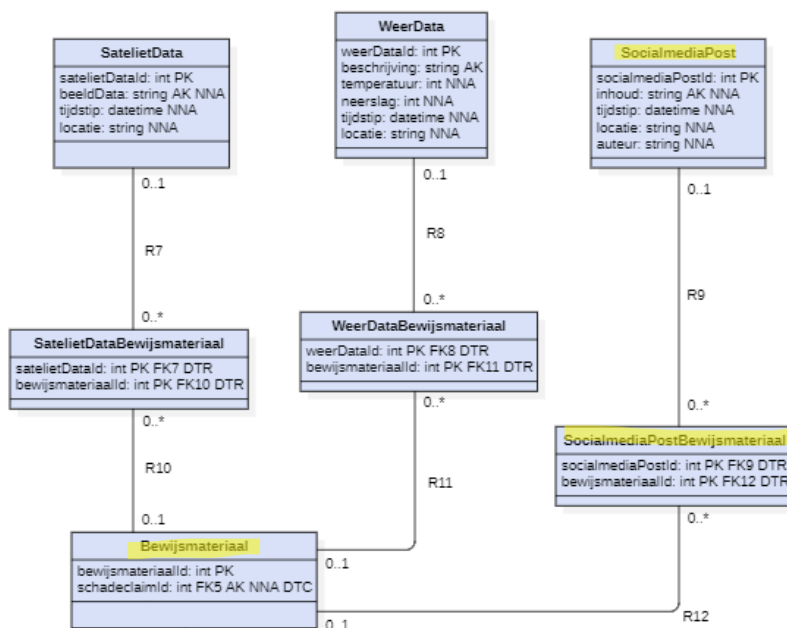 SatelietData
satelietDataId: int PK
beeldData: string AK NNA
tijdstip: datetime NNA
locatie: string NNA
WeerData
weerDataId: int PK
beschrijving: string AK
temperatuur: int NNA
neerslag: int NNA
tijdstip: datetime NNA
locatie: string NNA
SocialmediaPost
socialmediaPostId: int PK
inhoud: string AK NNA
tijdstip: datetime NNA
locatie: string NNA
auteur: string NNA
0..1
0..1
0..1
R7
R8
R9
0..*
0..*
0..*
SatelietDataBewijsmateriaal
satelietDataId: int PK FK7 DTR
bewijsmateriaalId: int PK FK10 DTR
WeerDataBewijsmateriaal
weerDataId: int PK FK8 DTR
bewijsmateriaalId: int PK FK11 DTR
SocialmediaPostBewijsmateriaal
socialmediaPostId: int PK FK9 DTR
bewijsmateriaalId: int PK FK12 DTR
0..*
0..*
0..*
R10
R11
R12
0..1
0..1
0..1
Bewijsmateriaal
bewijsmateriaalId: int PK
schadeclaimId: int FK5 AK NNA DTC